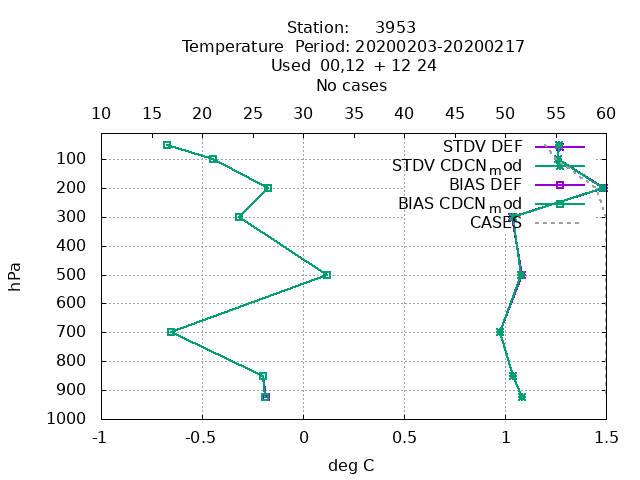 Station: 3953
Temperature Period: 20200203-20200217
Used 00,12 + 12 24
No cases
10 15 20 25 30 35 40 45 50 55 60
STDV DEF
STDV CDCNmod
BIAS DEF
BIAS CDCNmod
CASES
100
200
300
400
500
600
700
800
900
1000
hPa
-1 -0.5 0 0.5 1 1.5
deg C